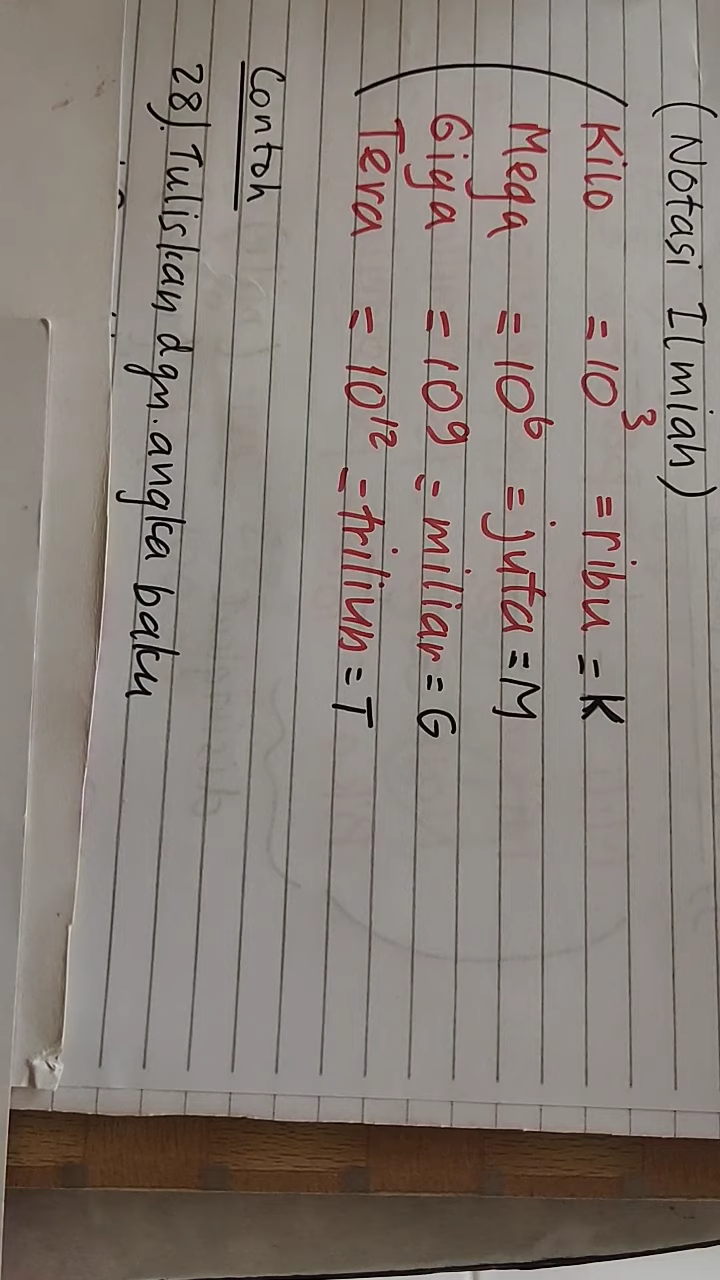 (Notasi Ilmiah)
Kilo = 10³ = ribu = K
Mega = 10⁶ = juta = M
Giga = 10⁹ = miliar = G
Tera = 10¹² = triliun = T
Contoh
28). Tuliskan dgn. angka baku